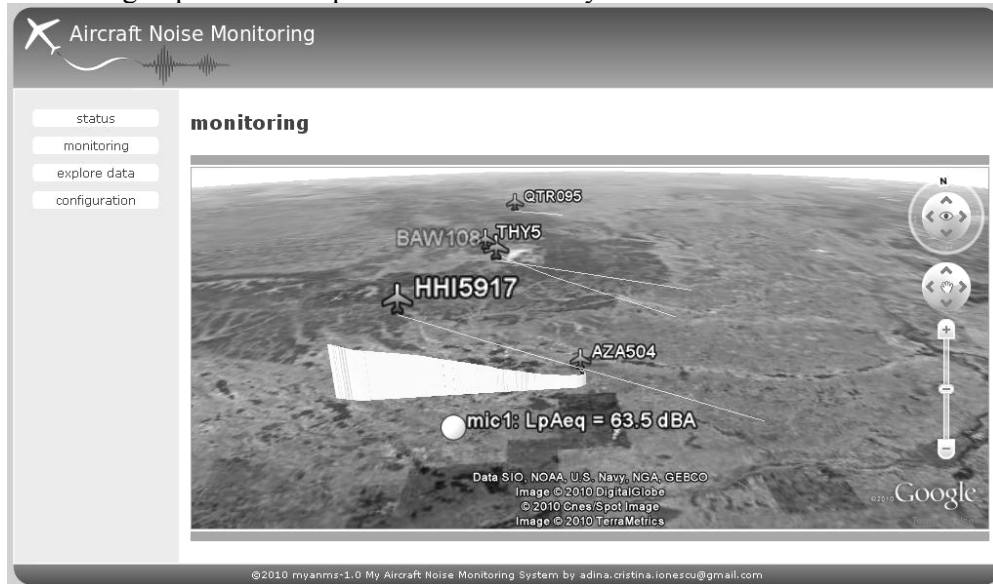 Aircraft Noise Monitoring
status
monitoring
explore data
configuration
monitoring
N
QTR095
BAW108
THY5
HHI5917
AZA504
mic1: LpAeq = 63.5 dBA
Data SIO, NOAA, U.S. Navy, NGA, GEBCO
Image © 2010 DigitalGlobe
© 2010 Cnes/Spot Image
Image © 2010 TerraMetrics
©2010 Google
©2010 myanms-1.0 My Aircraft Noise Monitoring System by adina.cristina.ionescu@gmail.com